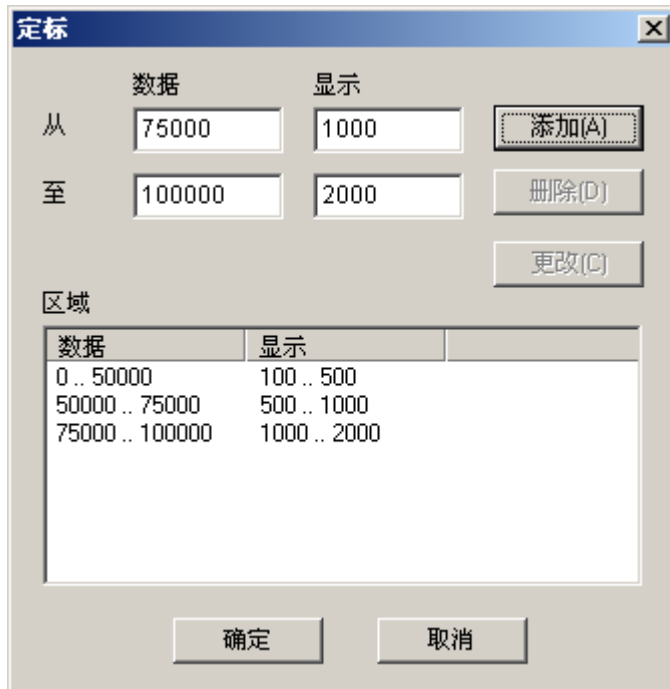 定标
数据 显示
从 75000 1000 添加(A)
至 100000 2000 删除(D)
更改(C)
区域
数据 显示
0 .. 50000 100 .. 500
50000 .. 75000 500 .. 1000
75000 .. 100000 1000 .. 2000
确定 取消